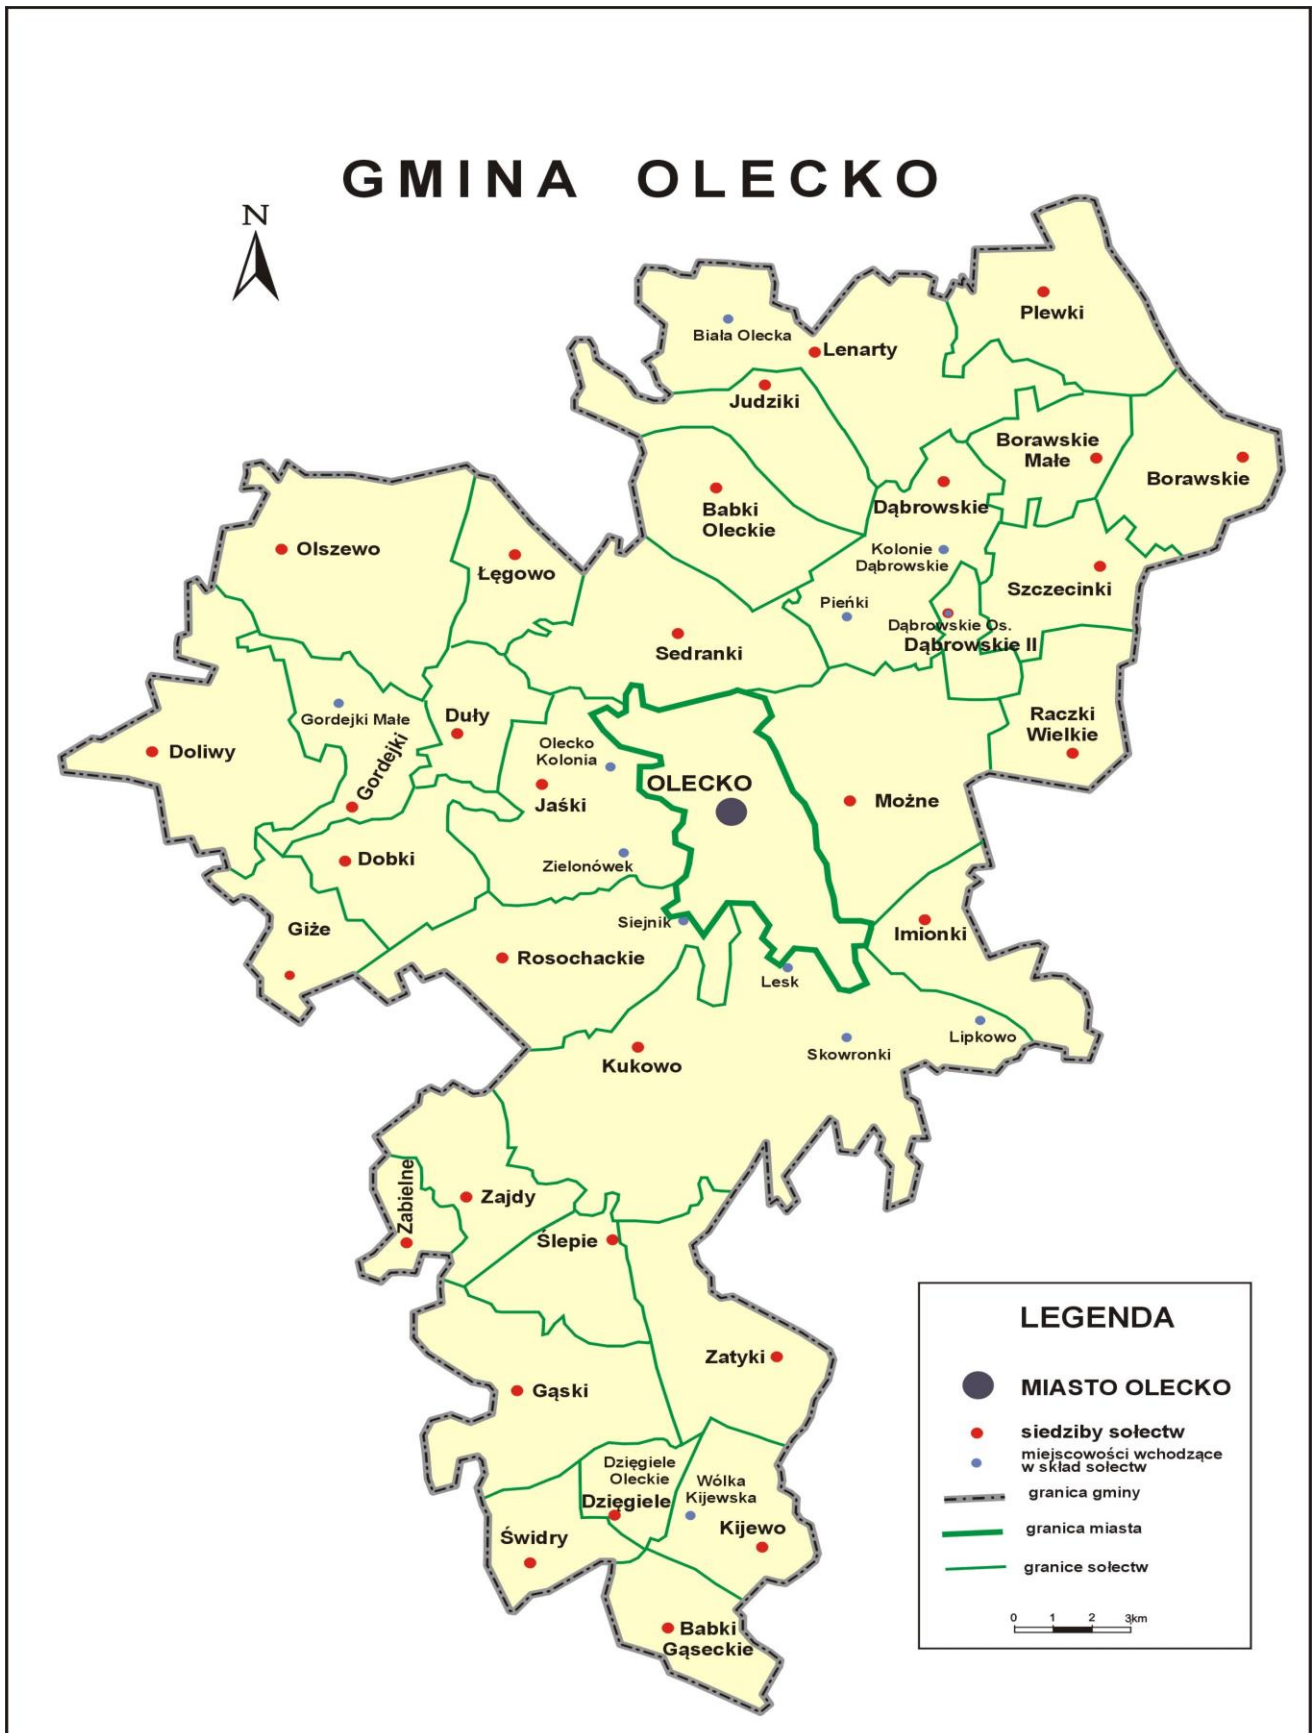 GMINA OLECKO
N
Plewki
Biała Olecka
Lenarty
Judziki
Borawskie
Małe
Borawskie
Babki
Oleckie
Dąbrowskie
Olszewo
Łęgowo
Kolonie
Dąbrowskie
Szczecinki
Pieńki
Dąbrowskie Os.
Dąbrowskie II
Sedranki
Gordejki Małe
Duły
Raczki
Wielkie
Doliwy
Gordejki
Olecko
Kolonia
OLECKO
Jaśki
Możne
Dobki
Zielonówek
Giże
Siejnik
Imionki
Rosochackie
Lesk
Lipkowo
Skowronki
Kukowo
Zabielne
Zajdy
Ślepie
Zatyki
Gąski
Dzięgiele
Oleckie
Dzięgiele
Wólka
Kijewska
Kijewo
Świdry
Babki
Gąseckie
LEGENDA
MIASTO OLECKO
siedziby sołectw
miejscowości wchodzące
w skład sołectw
granica gminy
granica miasta
granice sołectw
0 1 2 3km